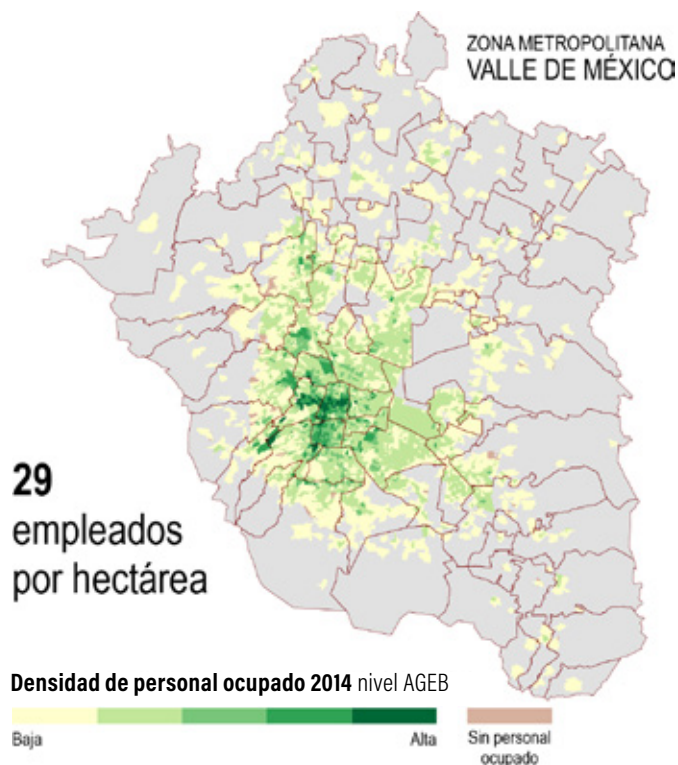 ZONA METROPOLITANA
VALLE DE MÉXICO
29
empleados
por hectárea
Densidad de personal ocupado 2014 nivel AGEB
Baja
Alta
Sin personal
ocupado